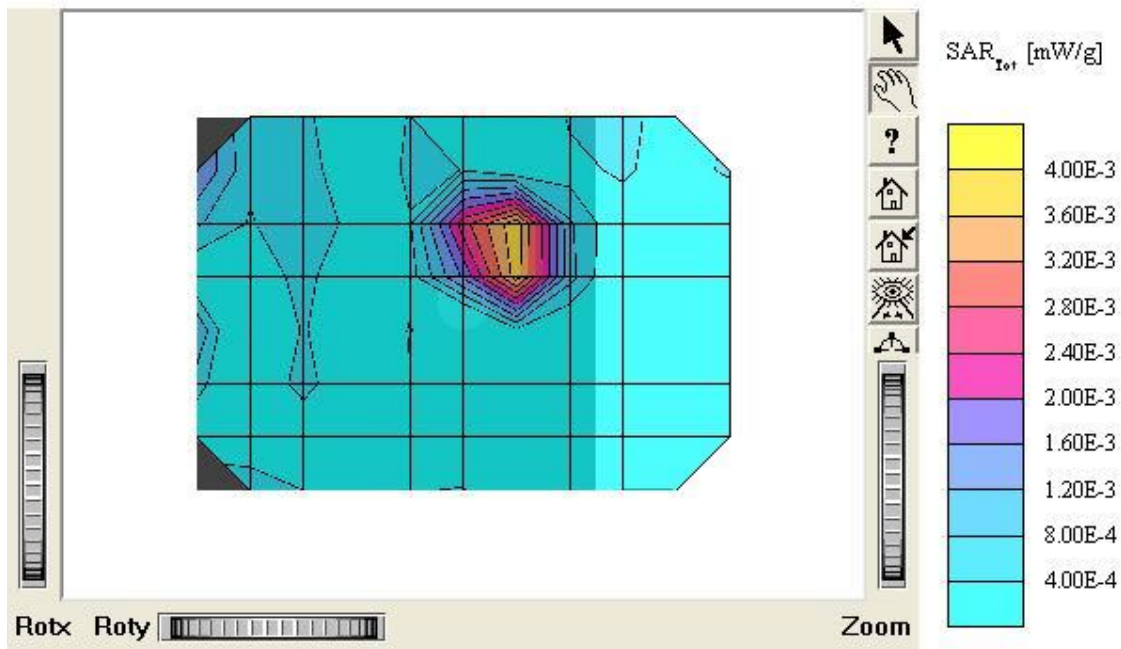 SAR_Tot [mW/g]
?
4.00E-3
3.60E-3
3.20E-3
2.80E-3
2.40E-3
2.00E-3
1.60E-3
1.20E-3
8.00E-4
4.00E-4
Rotx Roty Zoom